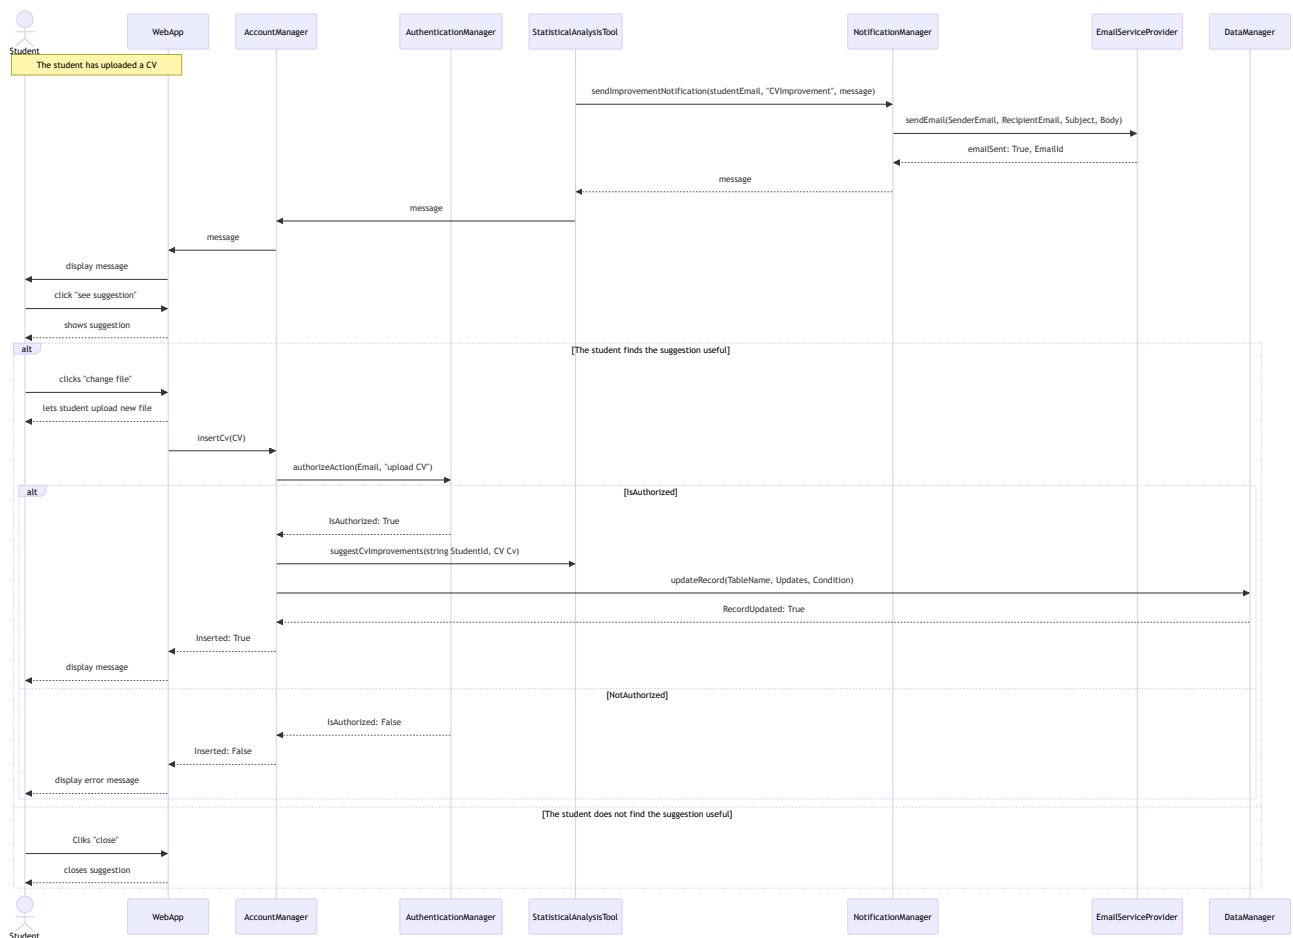 Student
WebApp
AccountManager
AuthenticationManager
StatisticalAnalysisTool
NotificationManager
EmailServiceProvider
DataManager
The student has uploaded a CV
sendImprovementNotification(studentEmail, "CVImprovement", message)
sendEmail(SenderEmail, RecipientEmail, Subject, Body)
emailSent: True, EmailId
message
message
message
display message
click "see suggestion"
shows suggestion
alt
[The student finds the suggestion useful]
clicks "change file"
lets student upload new file
insertCv(CV)
authorizeAction(Email, "upload CV")
alt
[IsAuthorized]
IsAuthorized: True
suggestCvImprovements(string StudentId, CV Cv)
updateRecord(TableName, Updates, Condition)
RecordUpdated: True
Inserted: True
display message
[NotAuthorized]
IsAuthorized: False
Inserted: False
display error message
[The student does not find the suggestion useful]
Cliks "close"
closes suggestion
Student
WebApp
AccountManager
AuthenticationManager
StatisticalAnalysisTool
NotificationManager
EmailServiceProvider
DataManager